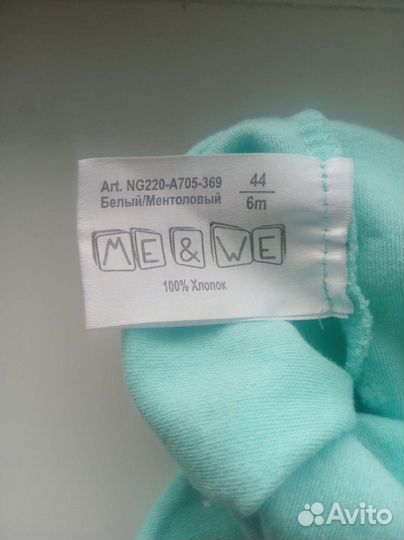 Art. NG220-A705-369 44
Белый/Ментоловый 6m
ME&WE
100% Хлопок
Avito